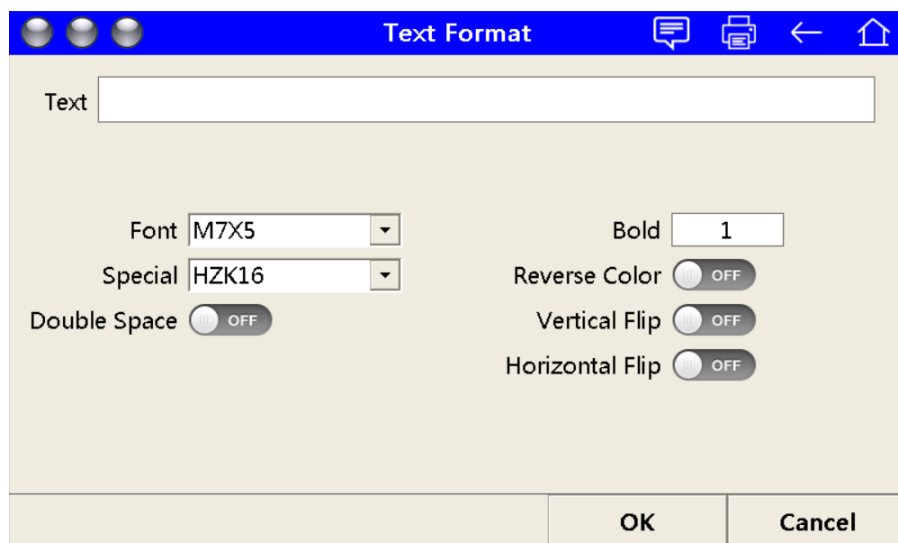 Text Format
Text
Font M7X5 Bold 1
Special HZK16 Reverse Color OFF
Double Space OFF Vertical Flip OFF
Horizontal Flip OFF
OK Cancel